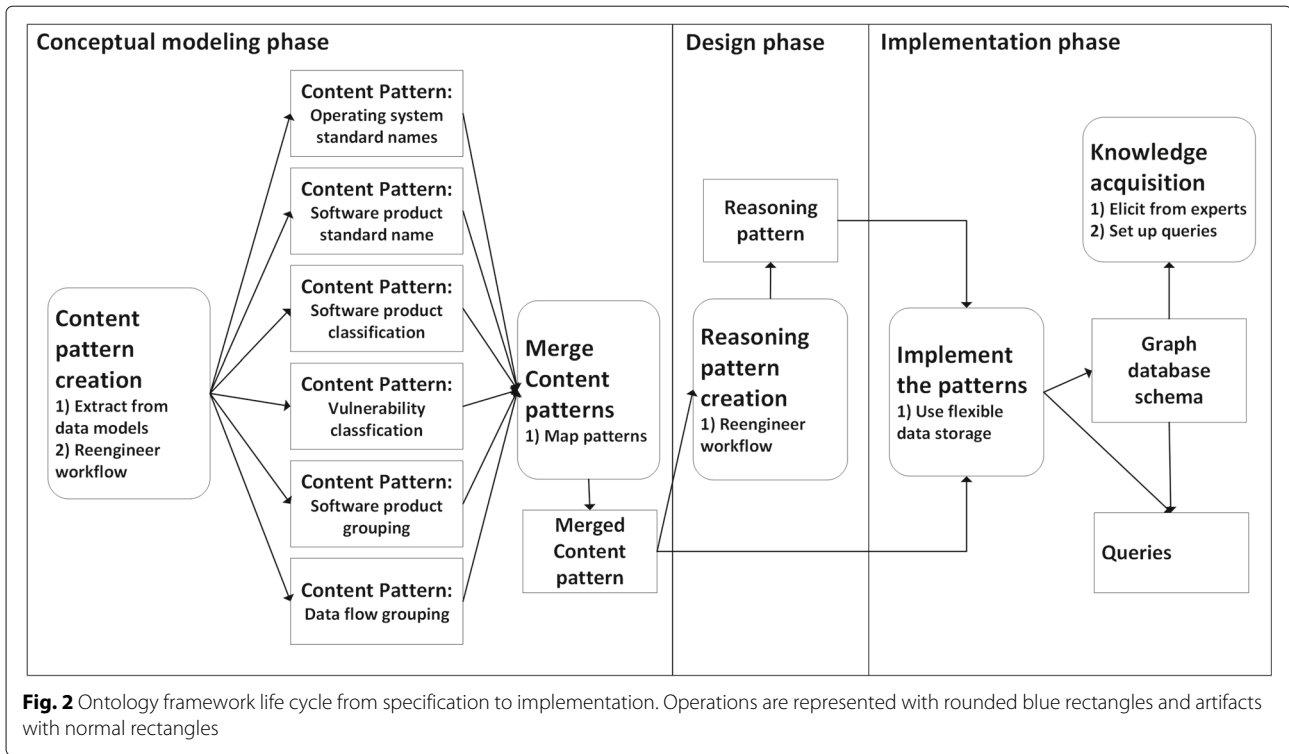 Conceptual modeling phase
Content
pattern
creation
1) Extract from
data models
2) Reengineer
workflow
Content Pattern:
Operating system
standard names
Content Pattern:
Software product
standard name
Content Pattern:
Software product
classification
Content Pattern:
Vulnerability
classfication
Content Pattern:
Software product
grouping
Content Pattern:
Data flow grouping
Merge
Content
patterns
1) Map patterns
Merged
Content
pattern
Design phase
Reasoning
pattern
Reasoning
pattern
creation
1) Reengineer
workflow
Implementation phase
Implement
the patterns
1) Use flexible
data storage
Knowledge
acquisition
1) Elicit from experts
2) Set up queries
Graph
database
schema
Queries
Fig. 2 Ontology framework life cycle from specification to implementation. Operations are represented with rounded blue rectangles and artifacts
with normal rectangles